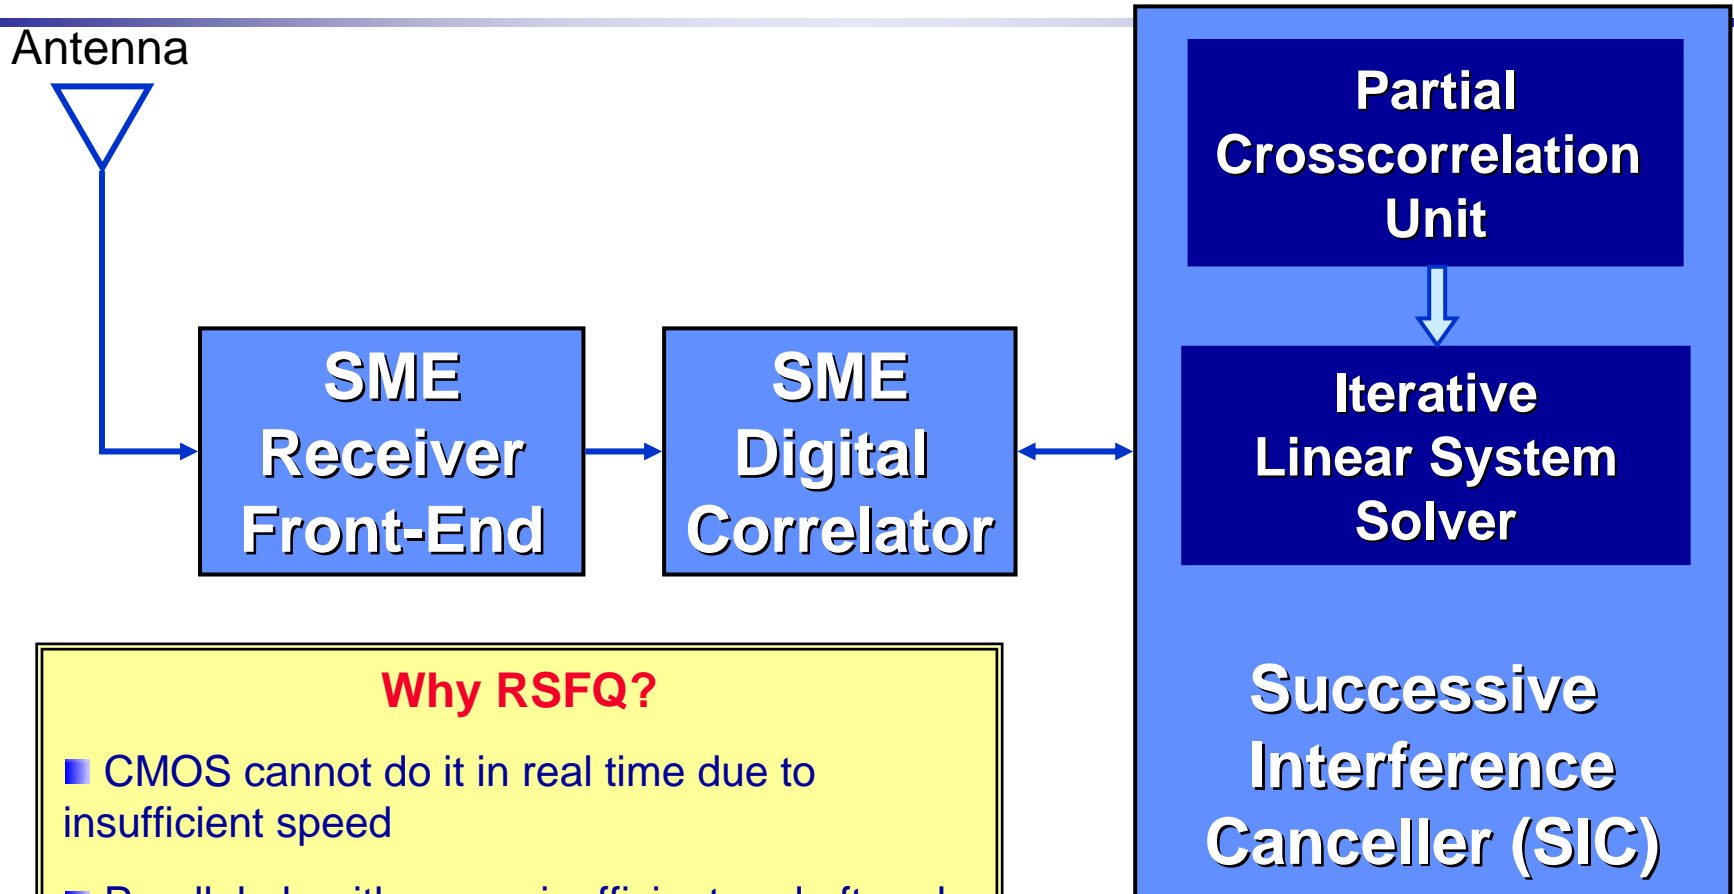 Antenna
SME
Receiver
Front-End
SME
Digital
Correlator
Partial
Crosscorrelation
Unit
Iterative
Linear System
Solver
Successive
Interference
Canceller (SIC)
Why RSFQ?
CMOS cannot do it in real time due to
insufficient speed